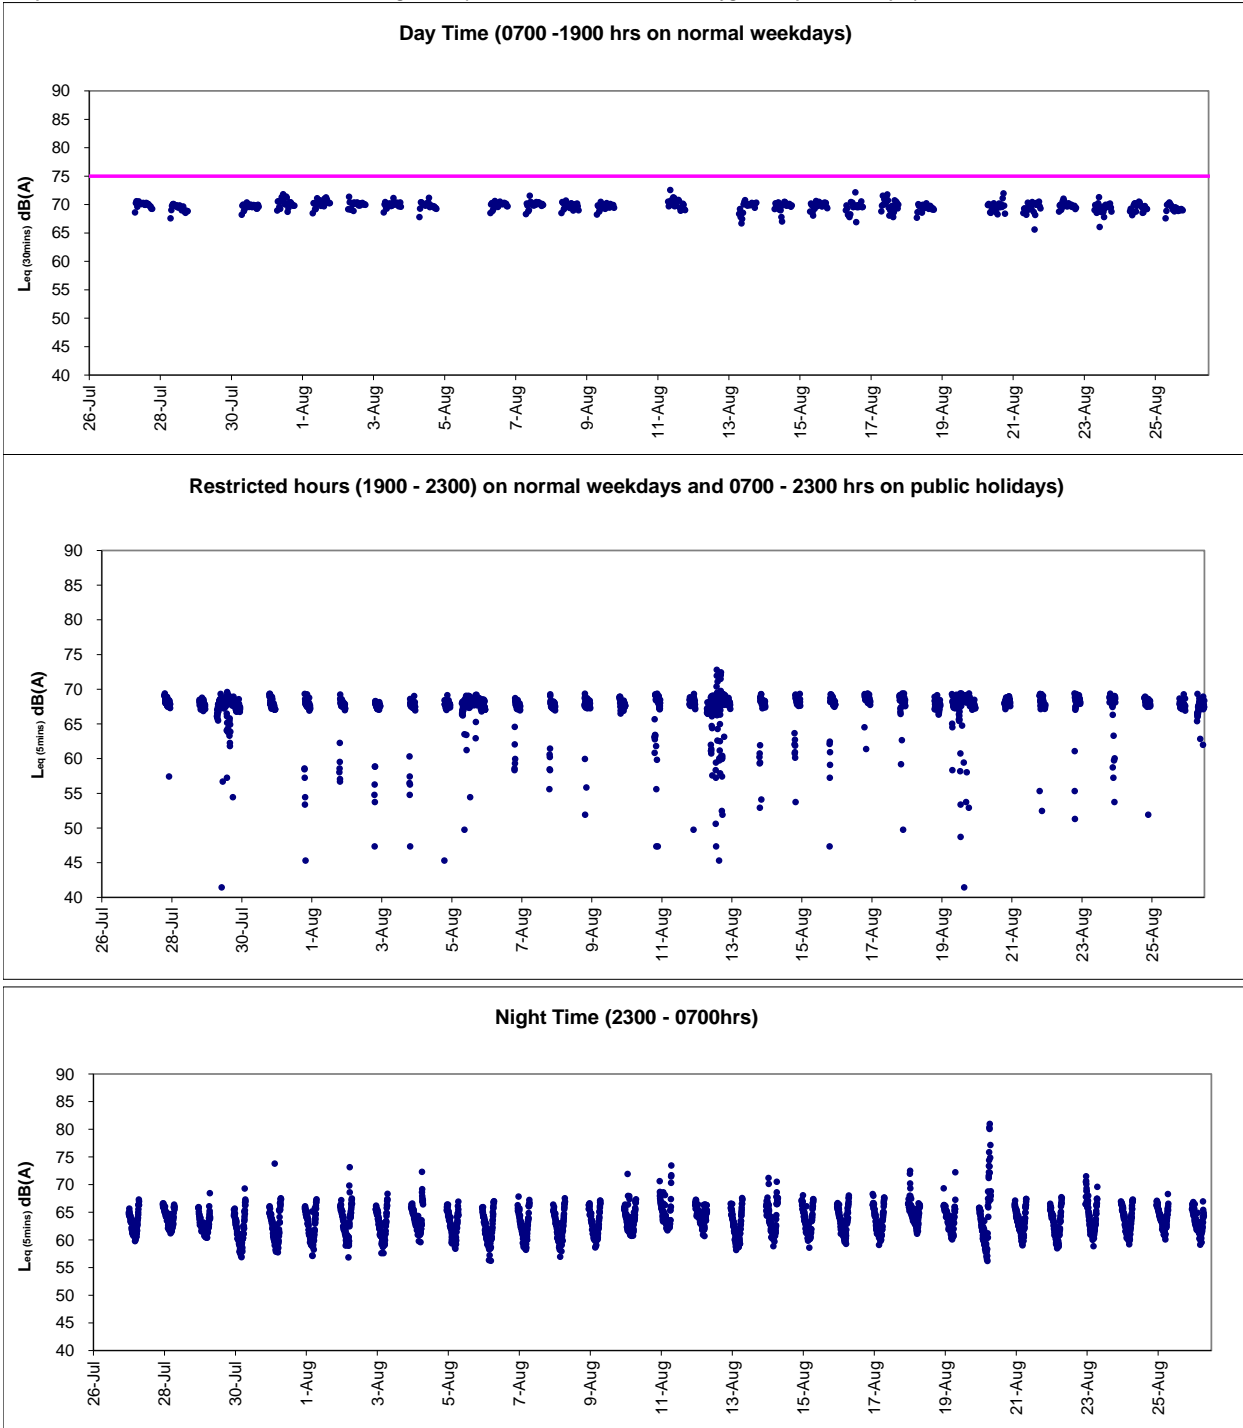 Day Time (0700 -1900 hrs on normal weekdays)
90
85
80
75
70
65
60
55
50
45
40
Leq (30mins) dB(A)
26-Jul
28-Jul
30-Jul
1-Aug
3-Aug
5-Aug
7-Aug
9-Aug
11-Aug
13-Aug
15-Aug
17-Aug
19-Aug
21-Aug
23-Aug
25-Aug
Restricted hours (1900 - 2300) on normal weekdays and 0700 - 2300 hrs on public holidays)
90
85
80
75
70
65
60
55
50
45
40
Leq (5mins) dB(A)
26-Jul
28-Jul
30-Jul
1-Aug
3-Aug
5-Aug
7-Aug
9-Aug
11-Aug
13-Aug
15-Aug
17-Aug
19-Aug
21-Aug
23-Aug
25-Aug
Night Time (2300 - 0700hrs)
90
85
80
75
70
65
60
55
50
45
40
Leq (5mins) dB(A)
26-Jul
28-Jul
30-Jul
1-Aug
3-Aug
5-Aug
7-Aug
9-Aug
11-Aug
13-Aug
15-Aug
17-Aug
19-Aug
21-Aug
23-Aug
25-Aug